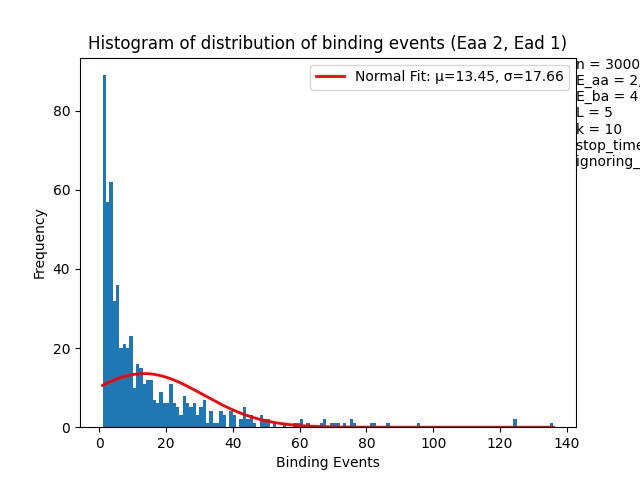 Histogram of distribution of binding events (Eaa 2, Ead 1)
Normal Fit: μ=13.45, σ=17.66
n = 3000
E_aa = 2,
E_ba = 4
L = 5
k = 10
stop_time
ignoring_
80
60
40
20
0
Frequency
0 20 40 60 80 100 120 140
Binding Events